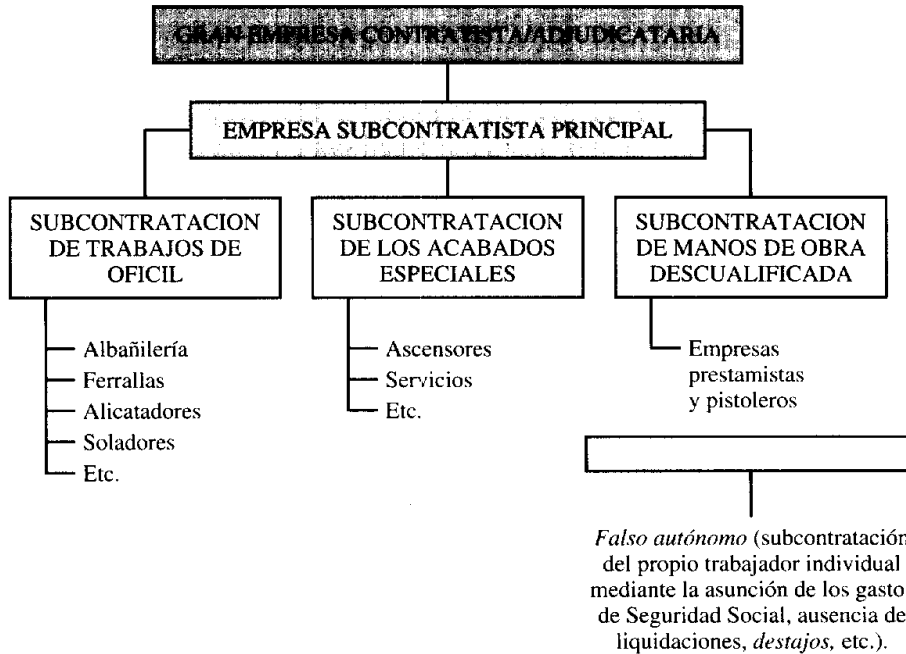 GRAN EMPRESA CONTRATISTA/ADJUDICATARIA
EMPRESA SUBCONTRATISTA PRINCIPAL
SUBCONTRATACION
DE TRABAJOS DE
OFICIL
Albañilería
Ferrallas
Alicatadores
Soladores
Etc.
SUBCONTRATACION
DE LOS ACABADOS
ESPECIALES
Ascensores
Servicios
Etc.
SUBCONTRATACION
DE MANOS DE OBRA
DESCUALIFICADA
Empresas
prestamistas
y pistoleros
Falso autónomo (subcontratación
del propio trabajador individual
mediante la asunción de los gasto
de Seguridad Social, ausencia de
liquidaciones, destajos, etc.).